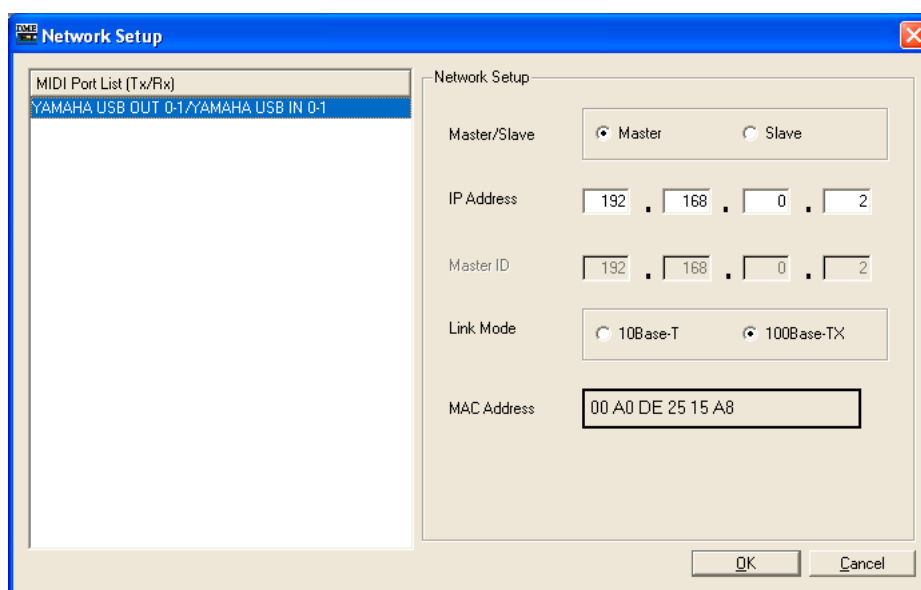 DME Network Setup
MIDI Port List (Tx/Rx)
YAMAHA USB OUT 0-1/YAMAHA USB IN 0-1
Network Setup
Master/Slave Master Slave
IP Address 192 . 168 . 0 . 2
Master ID 192 . 168 . 0 . 2
Link Mode 10Base-T 100Base-TX
MAC Address 00 A0 DE 25 15 A8
OK Cancel